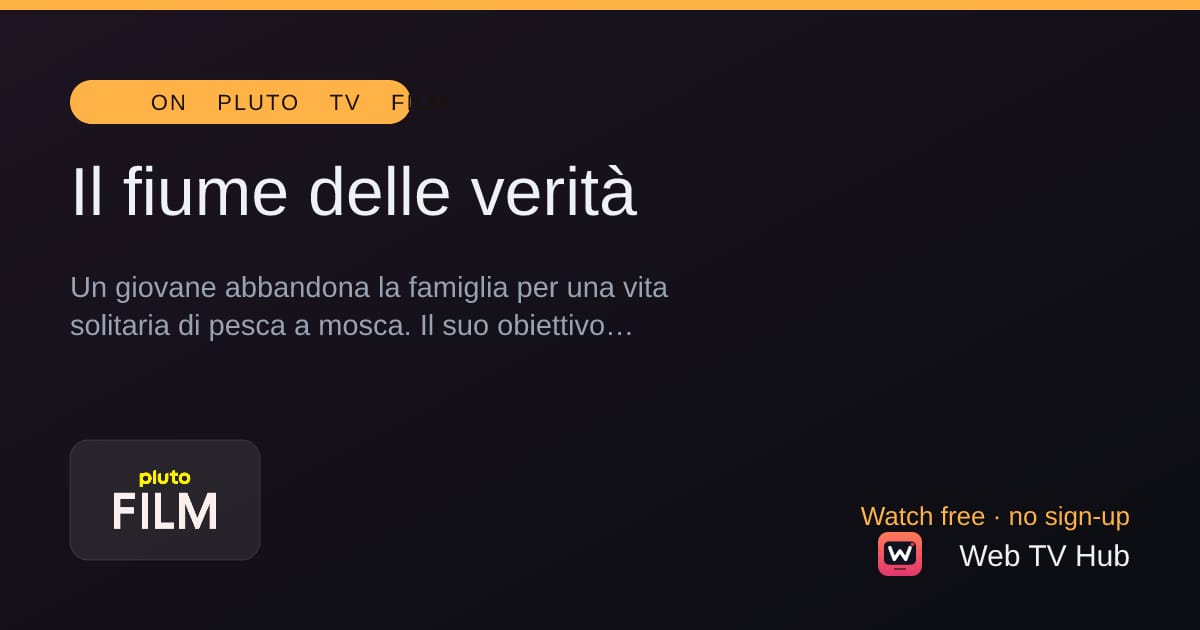 ON PLUTO TV FILM
Il fiume delle verità
Un giovane abbandona la famiglia per una vita
solitaria di pesca a mosca. Il suo obiettivo…
pluto
FILM
Watch free · no sign-up
W
Web TV Hub